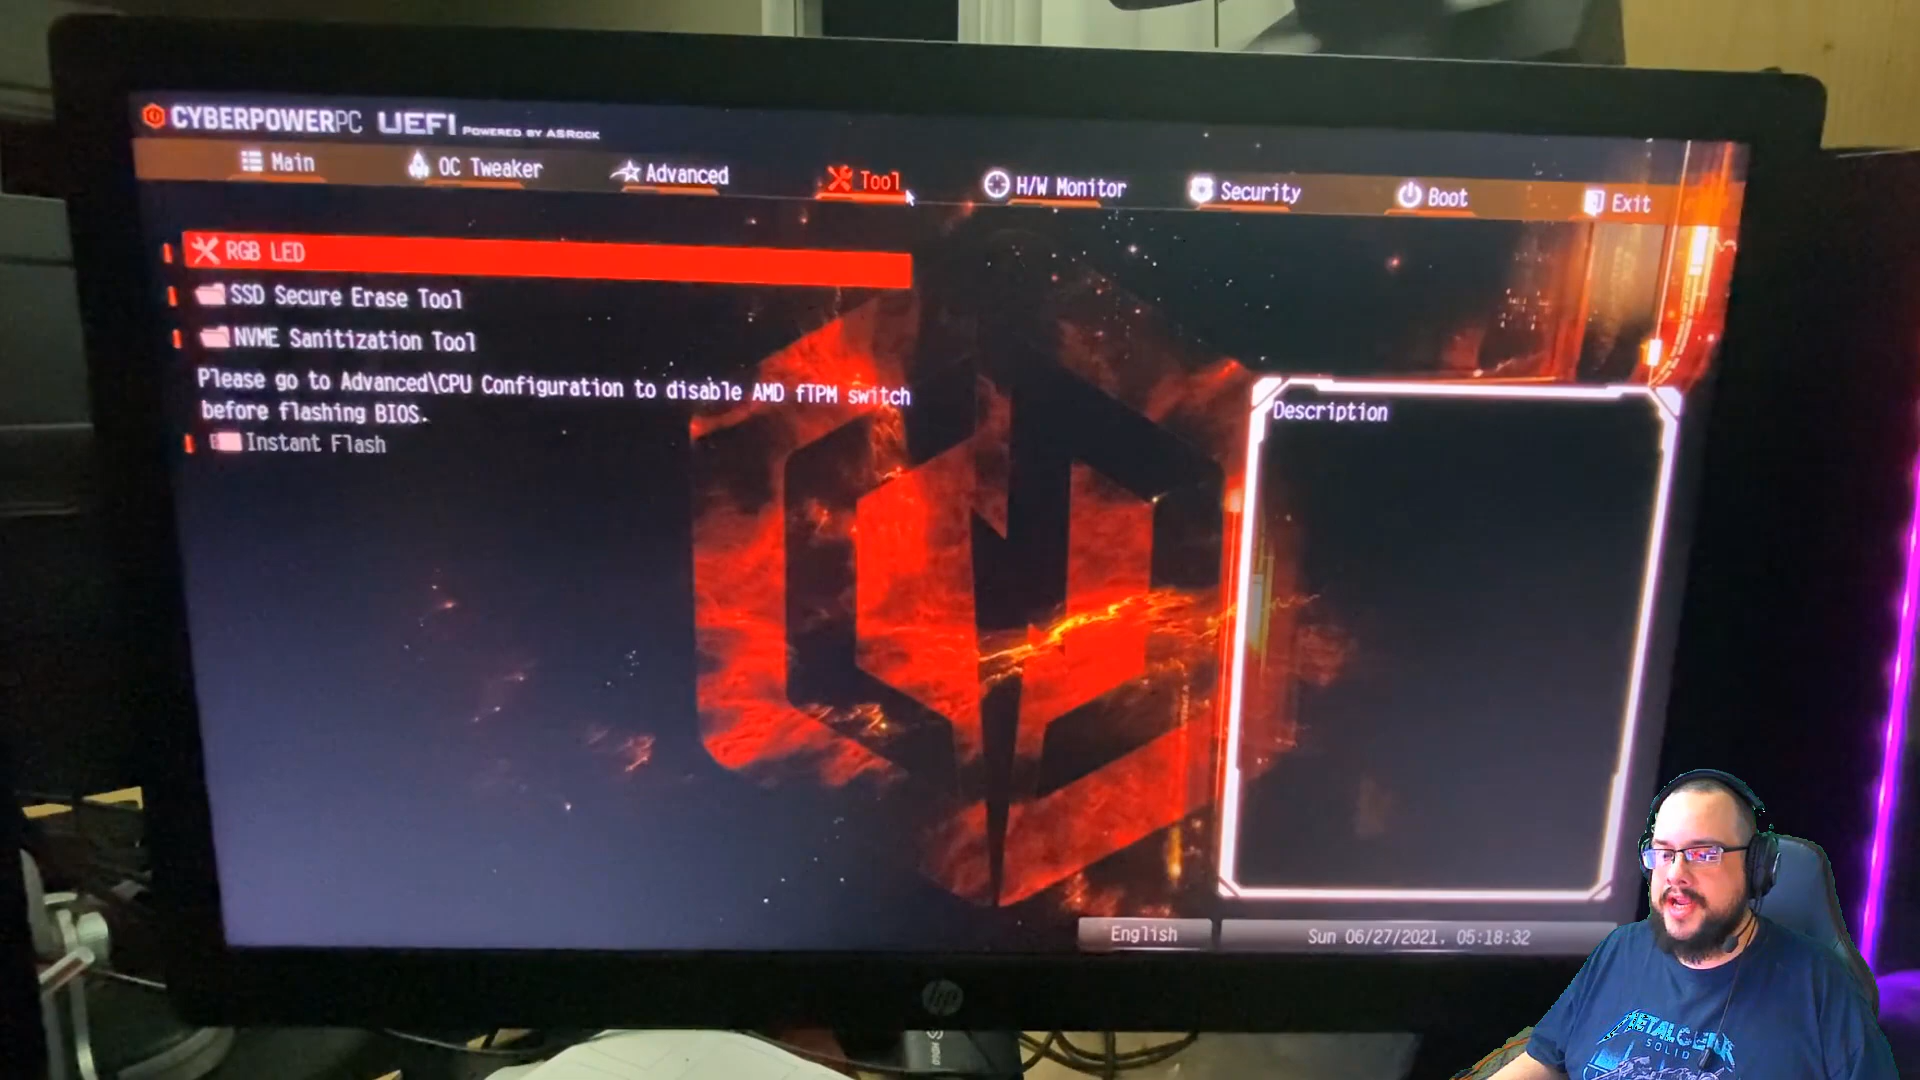 CYBERPOWERPC UEFI POWERED BY ASROCK
Main OC Tweaker Advanced Tool H/W Monitor Security Boot Exit
RGB LED
SSD Secure Erase Tool
NVME Sanitization Tool
Please go to Advanced\CPU Configuration to disable AMD fTPM switch
before flashing BIOS.
Instant Flash
Description
English Sun 06/27/2021, 05:18:32
hp
METAL GEAR
SOLID